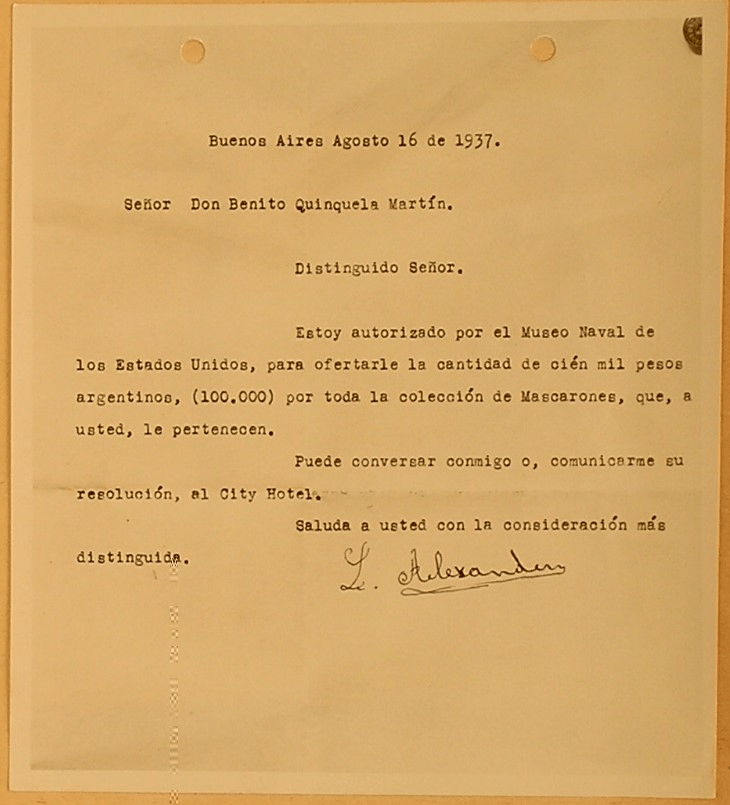 Buenos Aires Agosto 16 de 1937.
Señor Don Benito Quinquela Martín.
Distinguido Señor.
Estoy autorizado por el Museo Naval de
los Estados Unidos, para ofertarle la cantidad de cién mil pesos
argentinos, (100.000) por toda la colección de Mascarones, que, a
usted, le pertenecen.
Puede conversar conmigo o, comunicarme su
resolución, al City Hotel.
Saluda a usted con la consideración más
distinguida.
L. Alexander